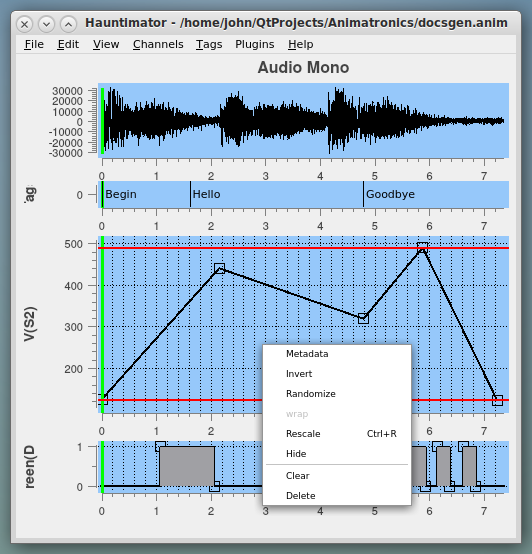 Hauntimator - /home/john/QtProjects/Animatronics/docsgen.anim
File Edit View Channels Tags Plugins Help
Audio Mono
30000
20000
10000
0
-10000
-20000
-30000
0 1 2 3 4 5 6 7
ag
0
Begin Hello Goodbye
0 1 2 3 4 5 6 7
V(S2)
500
400
300
200
Metadata
Invert
Randomize
wrap
Rescale Ctrl+R
Hide
Clear
Delete
0 1 2 5 6 7
reen(D
1
0
0 1 2 3 4 5 6 7